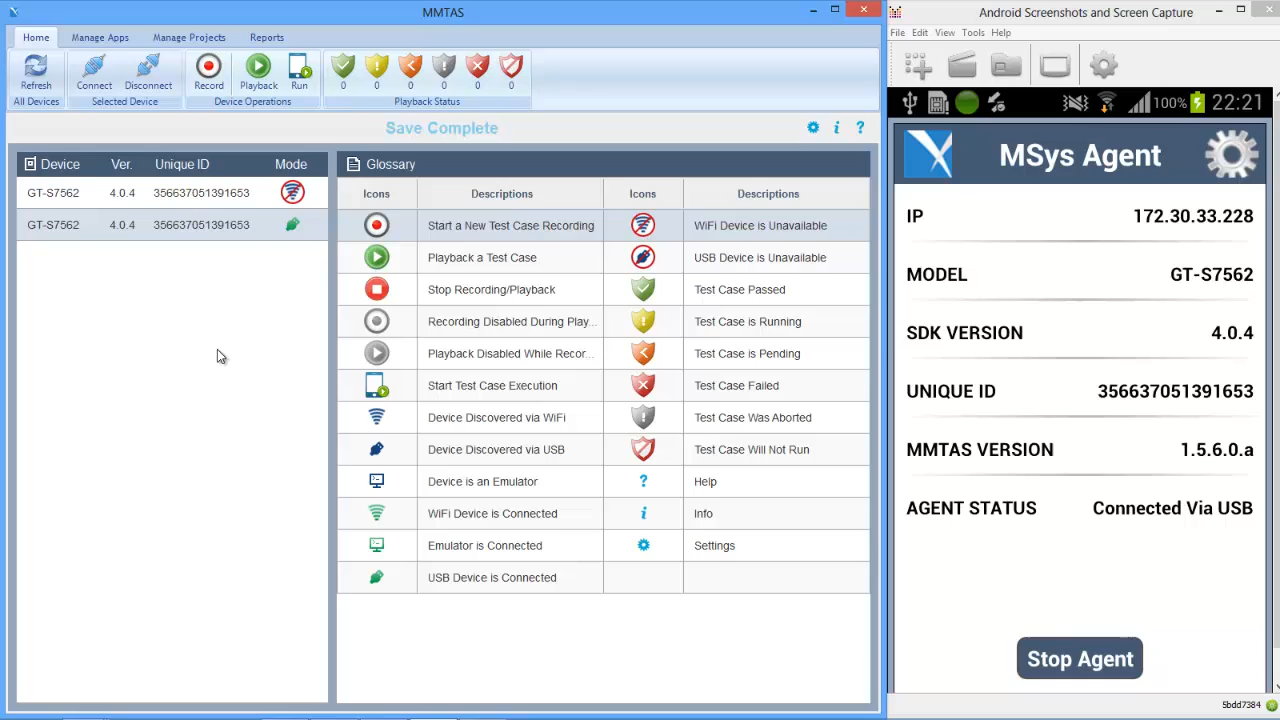 MMTAS
Home Manage Apps Manage Projects Reports
Refresh Connect Disconnect Record Playback Run 0 0 0 0 0 0
All Devices Selected Device Device Operations Playback Status
Save Complete
i ?
Device Ver. Unique ID Mode
GT-S7562 4.0.4 356637051391653
GT-S7562 4.0.4 356637051391653
Glossary
Icons Descriptions Icons Descriptions
Start a New Test Case Recording WiFi Device is Unavailable
Playback a Test Case USB Device is Unavailable
Stop Recording/Playback Test Case Passed
Recording Disabled During Play... Test Case is Running
Playback Disabled While Recor... Test Case is Pending
Start Test Case Execution Test Case Failed
Device Discovered via WiFi Test Case Was Aborted
Device Discovered via USB Test Case Will Not Run
Device is an Emulator ? Help
WiFi Device is Connected i Info
Emulator is Connected Settings
USB Device is Connected
Android Screenshots and Screen Capture
File Edit View Tools Help
100% 22:21
MSys Agent
IP 172.30.33.228
MODEL GT-S7562
SDK VERSION 4.0.4
UNIQUE ID 356637051391653
MMTAS VERSION 1.5.6.0.a
AGENT STATUS Connected Via USB
Stop Agent
5bdd7384